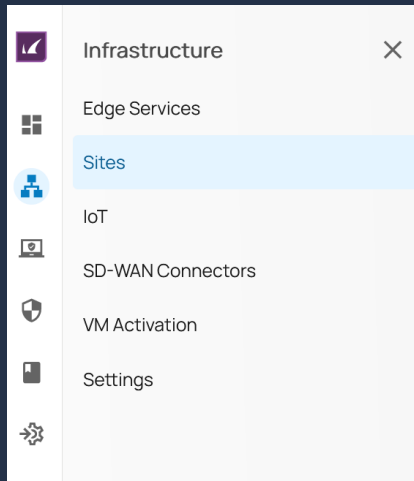 Infrastructure
Edge Services
Sites
IoT
SD-WAN Connectors
VM Activation
Settings